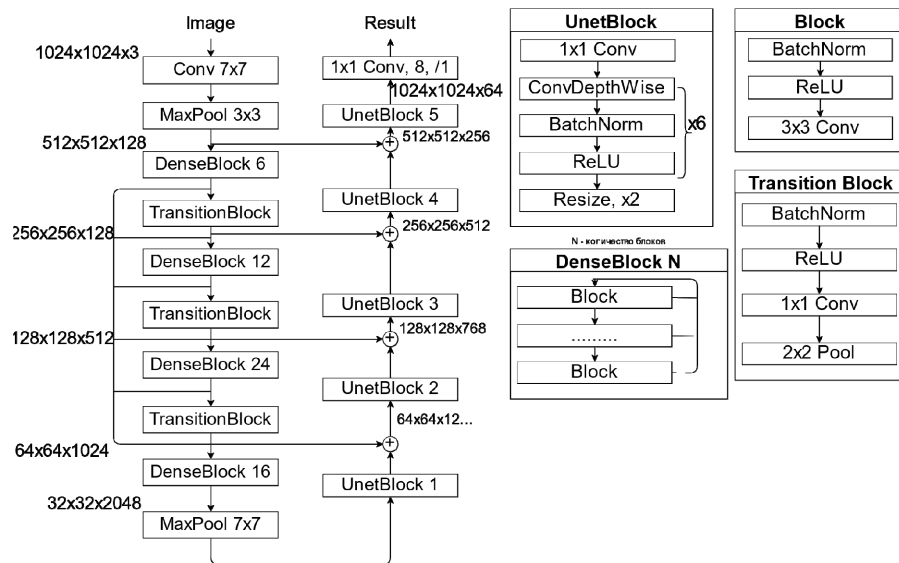 Image
1024x1024x3
Conv 7x7
MaxPool 3x3
512x512x128
DenseBlock 6
TransitionBlock
256x256x128
DenseBlock 12
TransitionBlock
128x128x512
DenseBlock 24
TransitionBlock
64x64x1024
DenseBlock 16
32x32x2048
MaxPool 7x7
Result
1x1 Conv, 8, /1
1024x1024x64
UnetBlock 5
512x512x256
+
UnetBlock 4
256x256x512
+
UnetBlock 3
128x128x768
+
UnetBlock 2
64x64x12...
+
UnetBlock 1
UnetBlock
1x1 Conv
ConvDepthWise
BatchNorm
x6
ReLU
Resize, x2
N - количество блоков
DenseBlock N
Block
.........
Block
Block
BatchNorm
ReLU
3x3 Conv
Transition Block
BatchNorm
ReLU
1x1 Conv
2x2 Pool